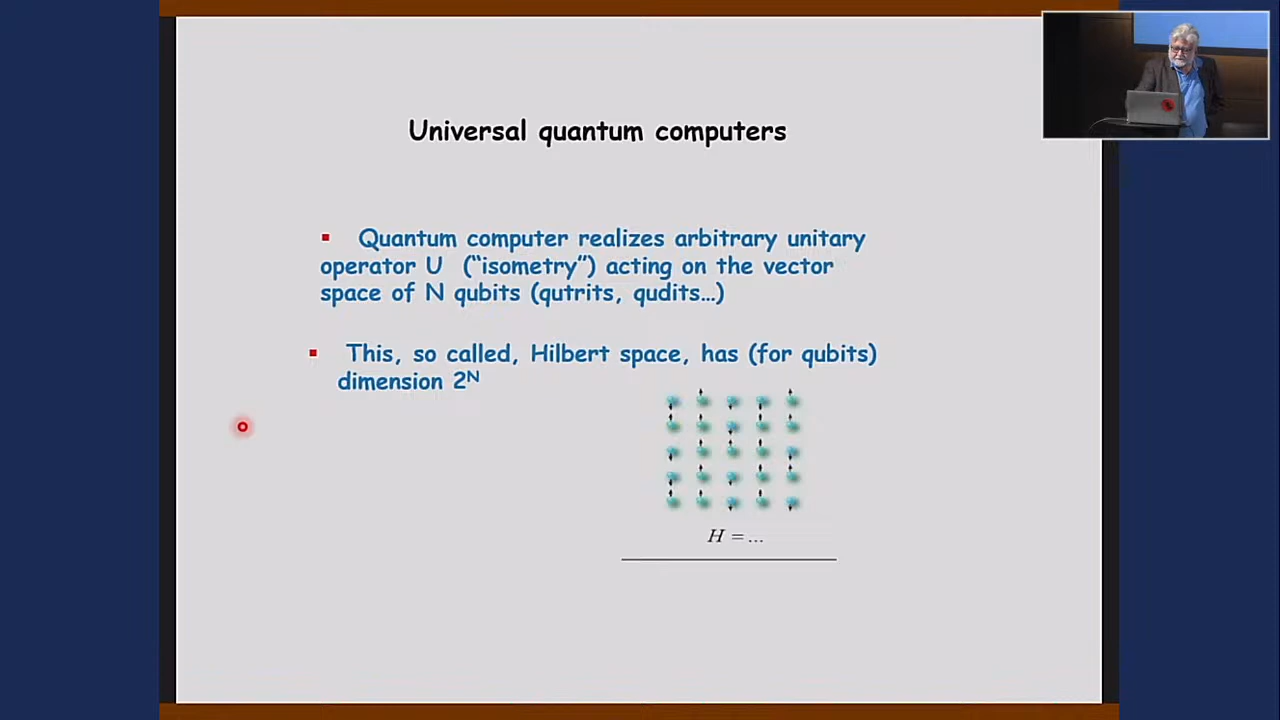 Universal quantum computers
Quantum computer realizes arbitrary unitary
operator U ("isometry") acting on the vector
space of N qubits (qutrits, qudits…)
This, so called, Hilbert space, has (for qubits)
dimension 2ᴺ
H = ...